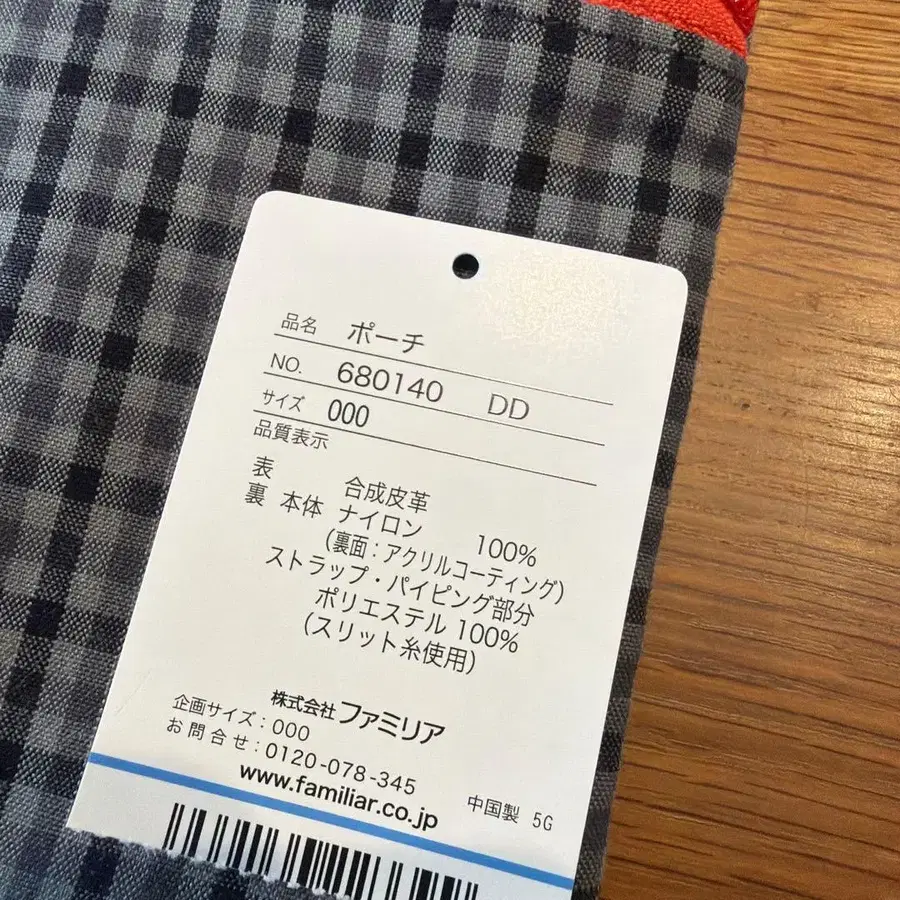 品名 ポーチ
NO. 680140 DD
サイズ 000
品質表示
表 合成皮革
裏 本体 ナイロン 100%
(裏面:アクリルコーティング)
ストラップ・パイピング部分
ポリエステル 100%
(スリット糸使用)
株式会社ファミリア
企画サイズ:000
お問合せ:0120-078-345
www.familiar.co.jp
中国製 5G